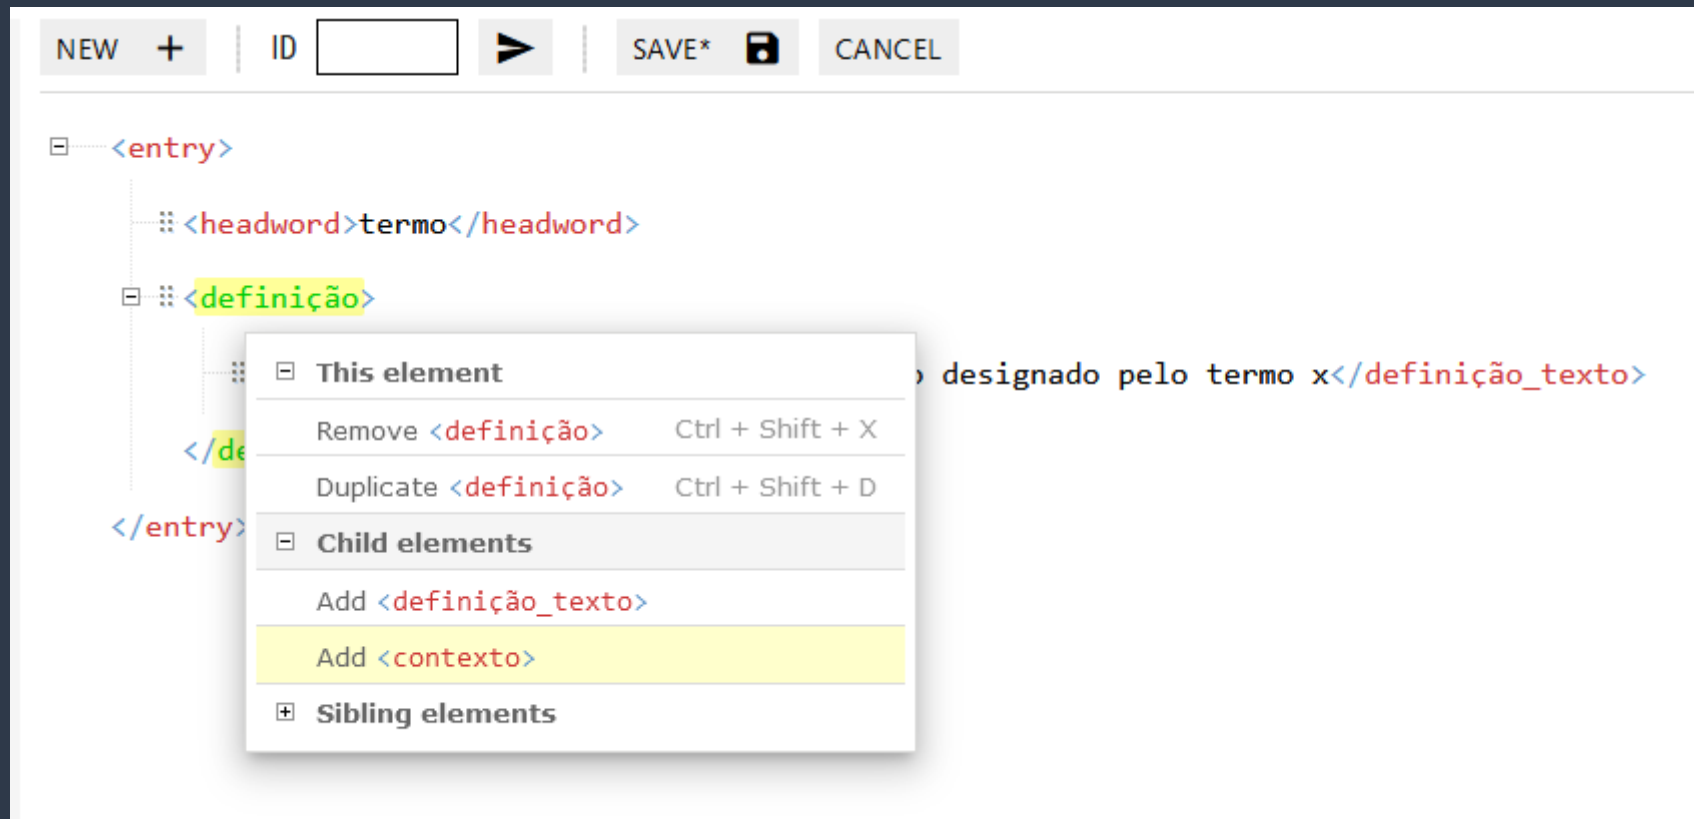 NEW + ID SAVE* CANCEL
<entry>
<headword>termo</headword>
<definição>
This element
designado pelo termo x</definição_texto>
Remove <definição> Ctrl + Shift + X
</de
Duplicate <definição> Ctrl + Shift + D
</entry>
Child elements
Add <definição_texto>
Add <contexto>
Sibling elements